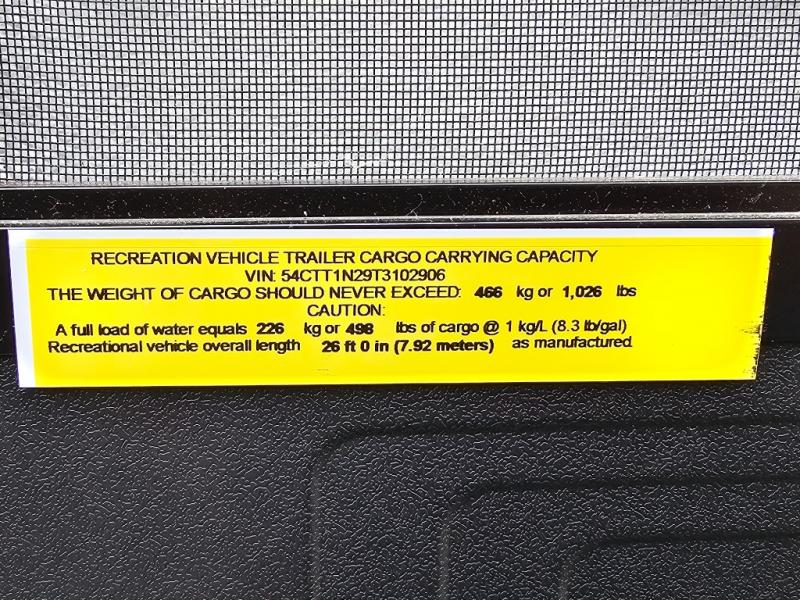 RECREATION VEHICLE TRAILER CARGO CARRYING CAPACITY
VIN: 54CTT1N29T3102906
THE WEIGHT OF CARGO SHOULD NEVER EXCEED: 466 kg or 1,026 lbs
CAUTION:
A full load of water equals 226 kg or 498 lbs of cargo @ 1 kg/L (8.3 lb/gal)
Recreational vehicle overall length 26 ft 0 in (7.92 meters) as manufactured.